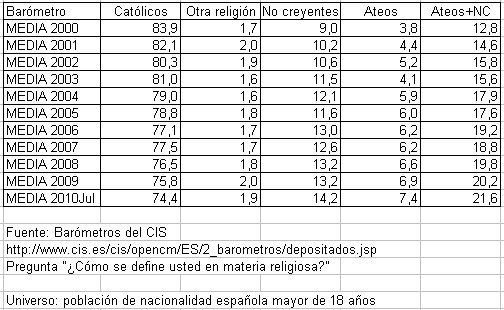 Barómetro Católicos Otra religión No creyentes Ateos Ateos+NC
MEDIA 2000 83,9 1,7 9,0 3,8 12,8
MEDIA 2001 82,1 2,0 10,2 4,4 14,6
MEDIA 2002 80,3 1,9 10,6 5,2 15,8
MEDIA 2003 81,0 1,6 11,5 4,1 15,6
MEDIA 2004 79,0 1,6 12,1 5,9 17,9
MEDIA 2005 78,8 1,8 11,6 6,0 17,6
MEDIA 2006 77,1 1,7 13,0 6,2 19,2
MEDIA 2007 77,5 1,7 12,6 6,2 18,8
MEDIA 2008 76,5 1,8 13,2 6,6 19,8
MEDIA 2009 75,8 2,0 13,2 6,9 20,2
MEDIA 2010Jul 74,4 1,9 14,2 7,4 21,6
Fuente: Barómetros del CIS
http://www.cis.es/cis/opencm/ES/2_barometros/depositados.jsp
Pregunta "¿Cómo se define usted en materia religiosa?"
Universo: población de nacionalidad española mayor de 18 años